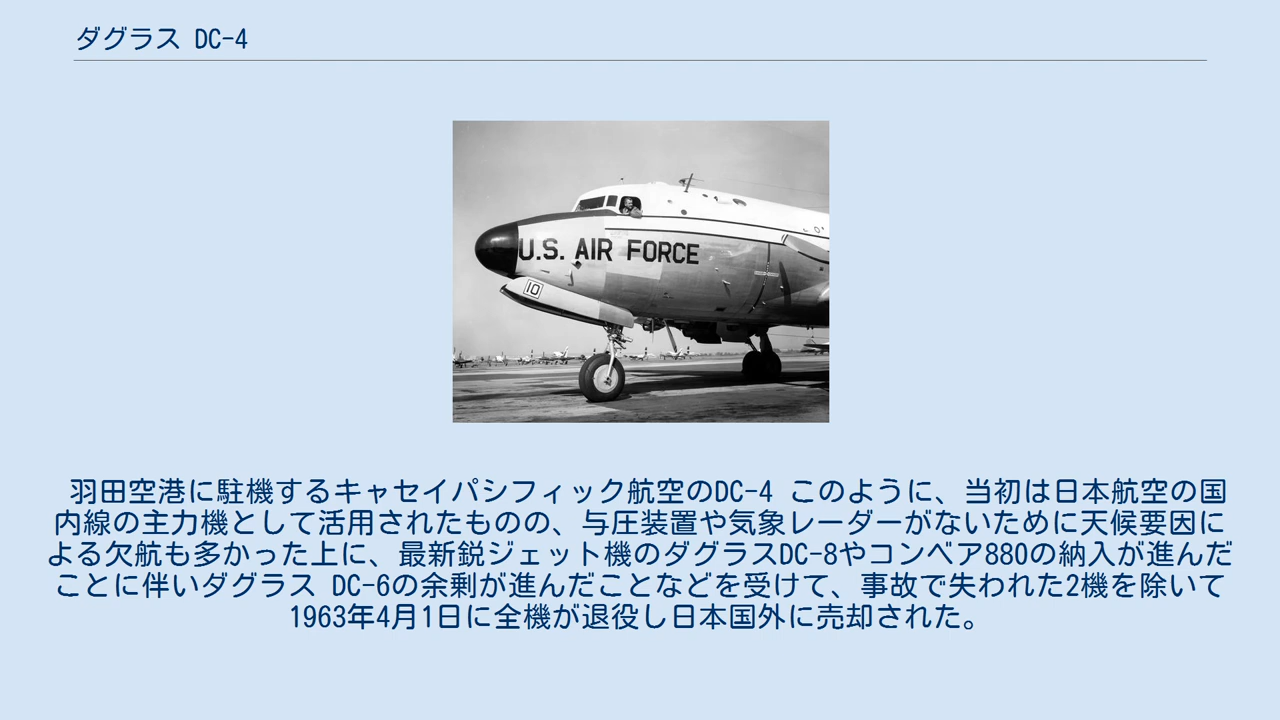 ダグラス DC-4
U.S. AIR FORCE
10
羽田空港に駐機するキャセイパシフィック航空のDC-4 このように、当初は日本航空の国
内線の主力機として活用されたものの、与圧装置や気象レーダーがないために天候要因に
よる欠航も多かった上に、最新鋭ジェット機のダグラスDC-8やコンベア880の納入が進んだ
ことに伴いダグラス DC-6の余剰が進んだことなどを受けて、事故で失われた2機を除いて
1963年4月1日に全機が退役し日本国外に売却された。